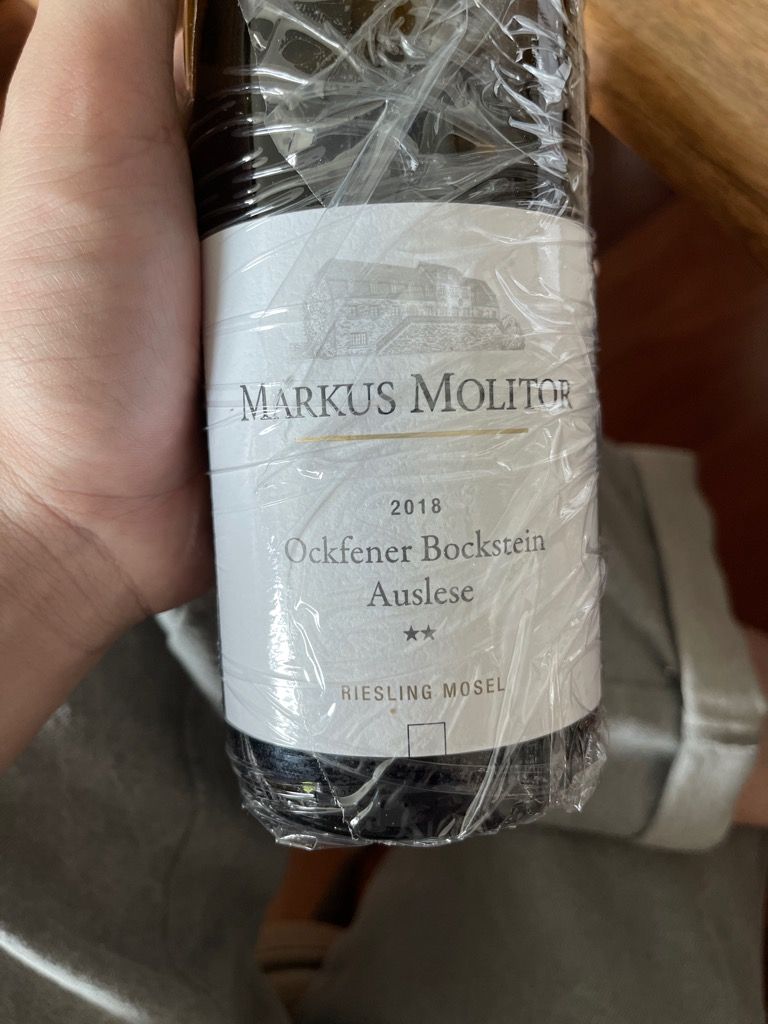 MARKUS MOLITOR
2018
Ockfener Bockstein
Auslese
★★
RIESLING MOSEL